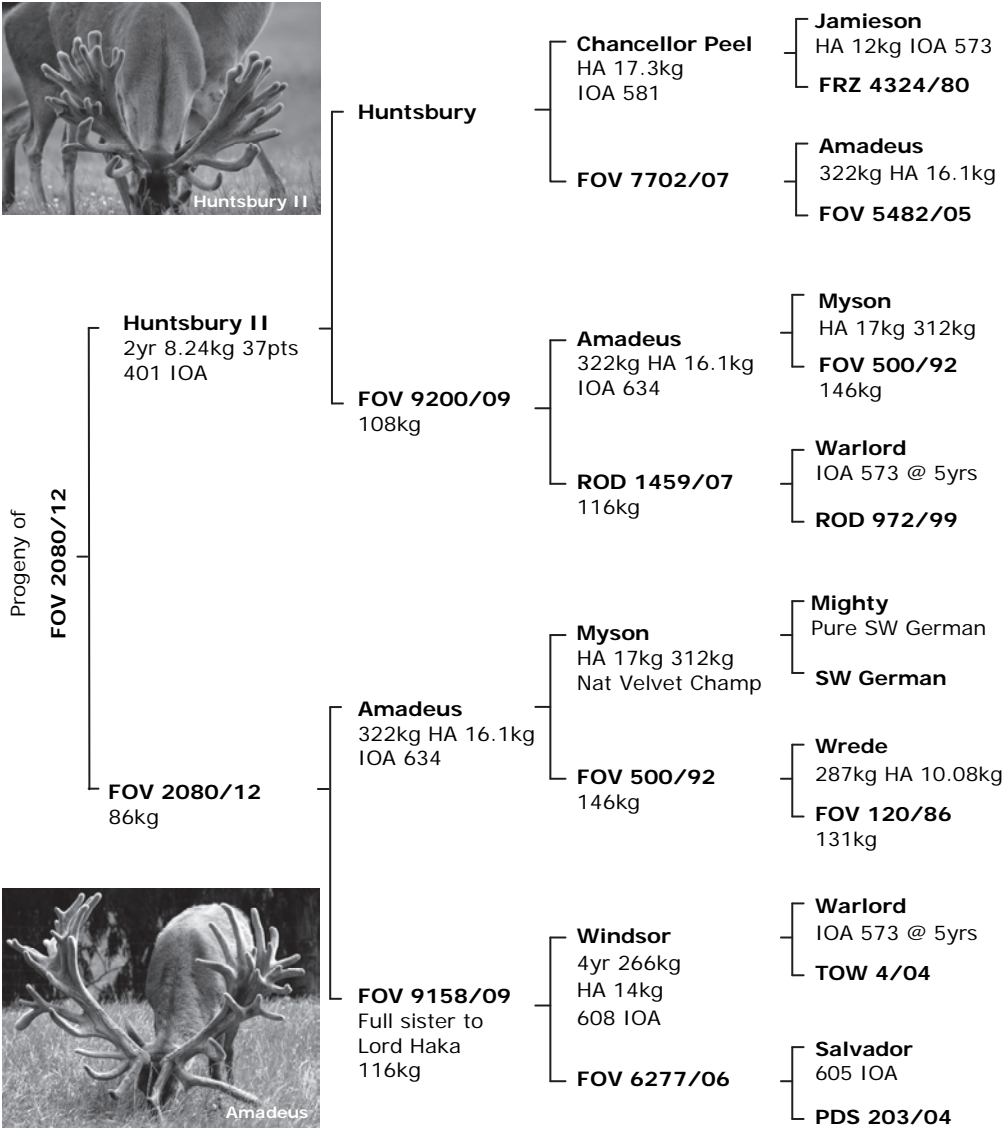 Huntsbury II
Progeny of
FOV 2080/12
Huntsbury II
2yr 8.24kg 37pts
401 IOA
FOV 2080/12
86kg
Huntsbury
FOV 9200/09
108kg
Amadeus
322kg HA 16.1kg
IOA 634
FOV 9158/09
Full sister to
Lord Haka
116kg
Chancellor Peel
HA 17.3kg
IOA 581
FOV 7702/07
Amadeus
322kg HA 16.1kg
IOA 634
ROD 1459/07
116kg
Myson
HA 17kg 312kg
Nat Velvet Champ
FOV 500/92
146kg
Windsor
4yr 266kg
HA 14kg
608 IOA
FOV 6277/06
Jamieson
HA 12kg IOA 573
FRZ 4324/80
Amadeus
322kg HA 16.1kg
FOV 5482/05
Myson
HA 17kg 312kg
FOV 500/92
146kg
Warlord
IOA 573 @ 5yrs
ROD 972/99
Mighty
Pure SW German
SW German
Wrede
287kg HA 10.08kg
FOV 120/86
131kg
Warlord
IOA 573 @ 5yrs
TOW 4/04
Salvador
605 IOA
PDS 203/04
Amadeus